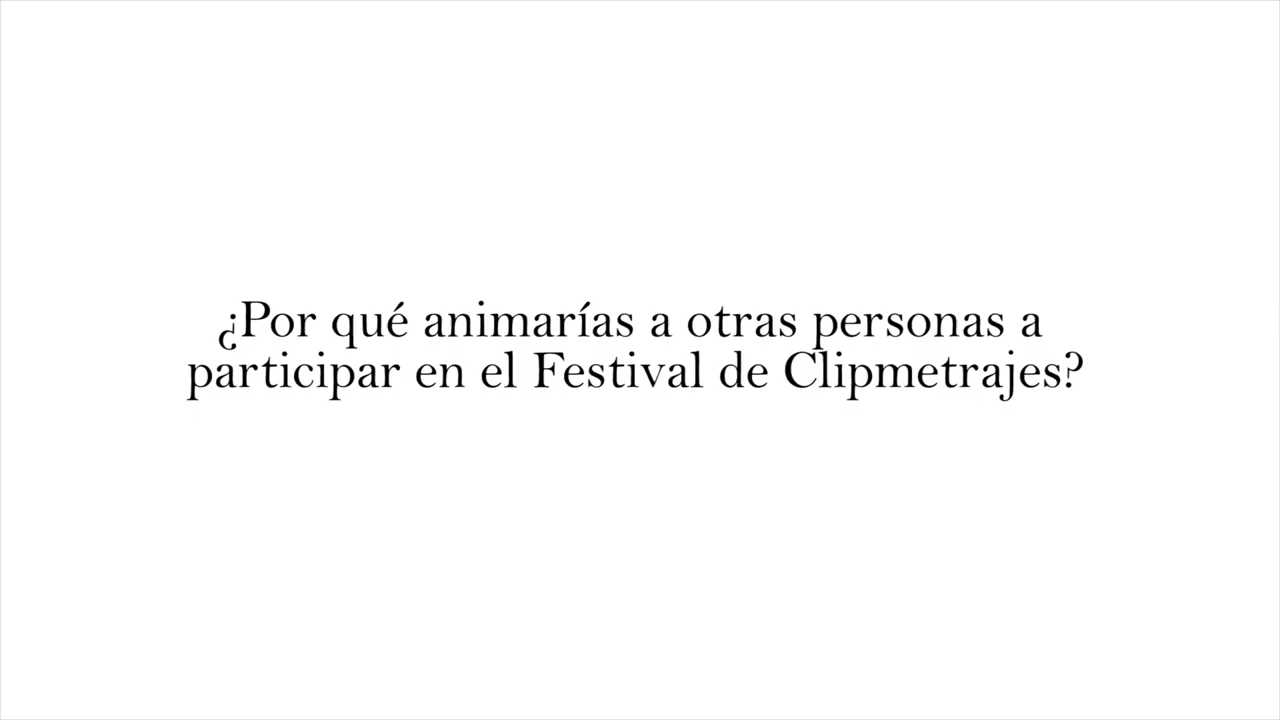 ¿Por qué animarías a otras personas a
participar en el Festival de Clipmetrajes?